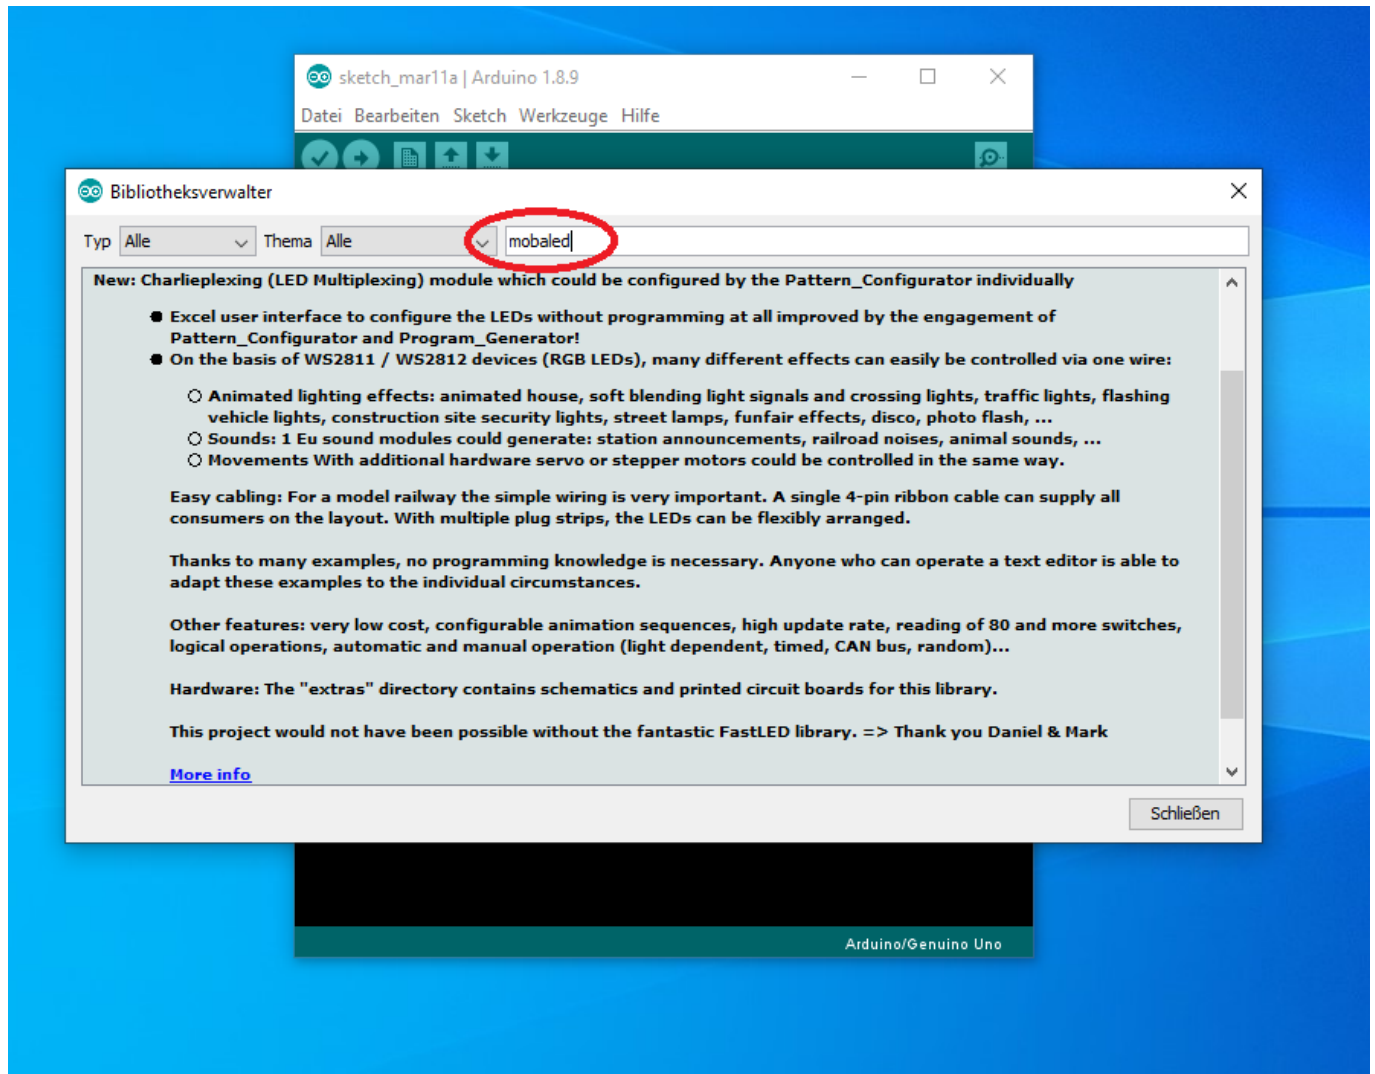 sketch_mar11a | Arduino 1.8.9
Datei Bearbeiten Sketch Werkzeuge Hilfe
Bibliotheksverwalter
Typ Alle Thema Alle mobaled
New: Charlieplexing (LED Multiplexing) module which could be configured by the Pattern_Configurator individually
Excel user interface to configure the LEDs without programming at all improved by the engagement of
Pattern_Configurator and Program_Generator!
On the basis of WS2811 / WS2812 devices (RGB LEDs), many different effects can easily be controlled via one wire:
Animated lighting effects: animated house, soft blending light signals and crossing lights, traffic lights, flashing
vehicle lights, construction site security lights, street lamps, funfair effects, disco, photo flash, ...
Sounds: 1 Eu sound modules could generate: station announcements, railroad noises, animal sounds, ...
Movements With additional hardware servo or stepper motors could be controlled in the same way.
Easy cabling: For a model railway the simple wiring is very important. A single 4-pin ribbon cable can supply all
consumers on the layout. With multiple plug strips, the LEDs can be flexibly arranged.
Thanks to many examples, no programming knowledge is necessary. Anyone who can operate a text editor is able to
adapt these examples to the individual circumstances.
Other features: very low cost, configurable animation sequences, high update rate, reading of 80 and more switches,
logical operations, automatic and manual operation (light dependent, timed, CAN bus, random)...
Hardware: The "extras" directory contains schematics and printed circuit boards for this library.
This project would not have been possible without the fantastic FastLED library. => Thank you Daniel & Mark
More info
Schließen
Arduino/Genuino Uno